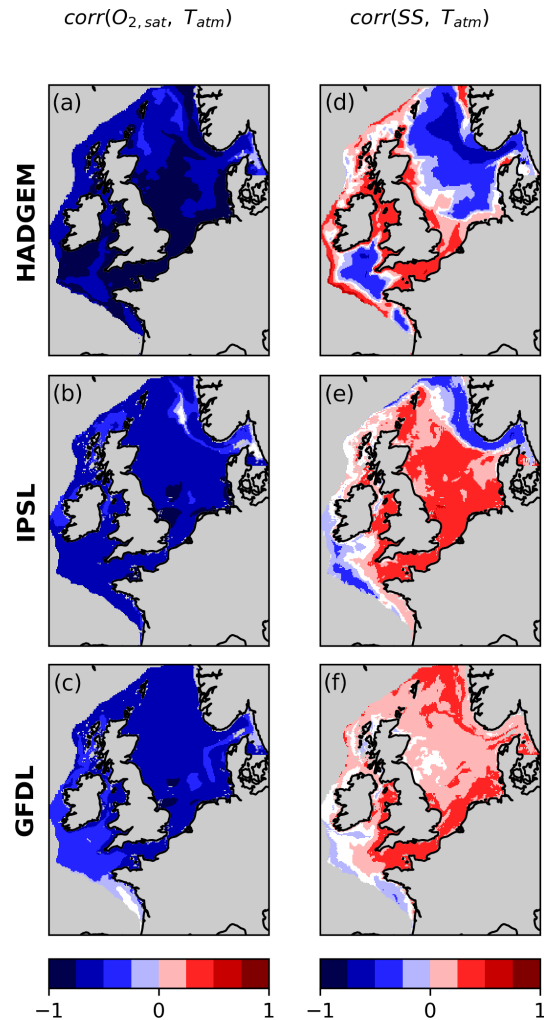 corr(O2,sat, Tatm) corr(SS, Tatm)
(a) (d)
HADGEM
(b) (e)
IPSL
(c) (f)
GFDL
−1 0 1 −1 0 1